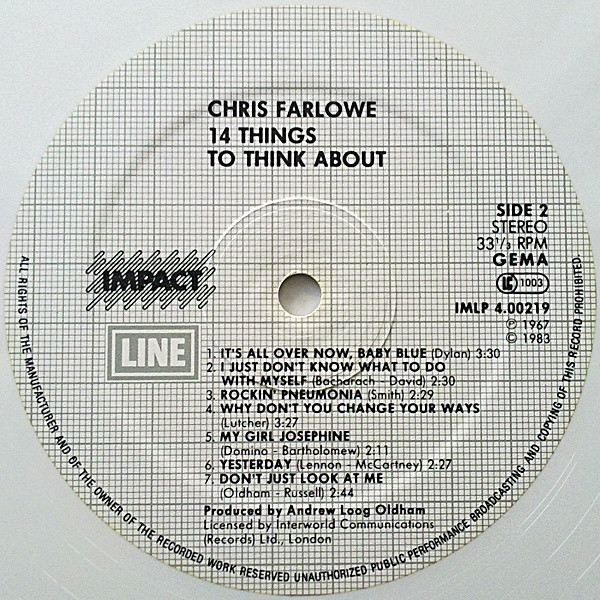 CHRIS FARLOWE
14 THINGS
TO THINK ABOUT
SIDE 2
STEREO
33 1/3 RPM
GEMA
LC 1003
IMLP 4.00219
℗ 1967
© 1983
IMPACT
LINE
1. IT'S ALL OVER NOW, BABY BLUE (Dylan) 3:30
2. I JUST DON'T KNOW WHAT TO DO
WITH MYSELF (Bacharach - David) 2:30
3. ROCKIN' PNEUMONIA (Smith) 2:29
4. WHY DON'T YOU CHANGE YOUR WAYS
(Lutcher) 3:27
5. MY GIRL JOSEPHINE
(Domino - Bartholomew) 2:11
6. YESTERDAY (Lennon - McCartney) 2:27
7. DON'T JUST LOOK AT ME
(Oldham - Russell) 2:44
Produced by Andrew Loog Oldham
Licensed by Interworld Communications
(Records) Ltd., London
ALL RIGHTS OF THE MANUFACTURER AND OF THE OWNER OF THE RECORDED WORK RESERVED UNAUTHORIZED PUBLIC PERFORMANCE BROADCASTING AND COPYING OF THIS RECORD PROHIBITED.